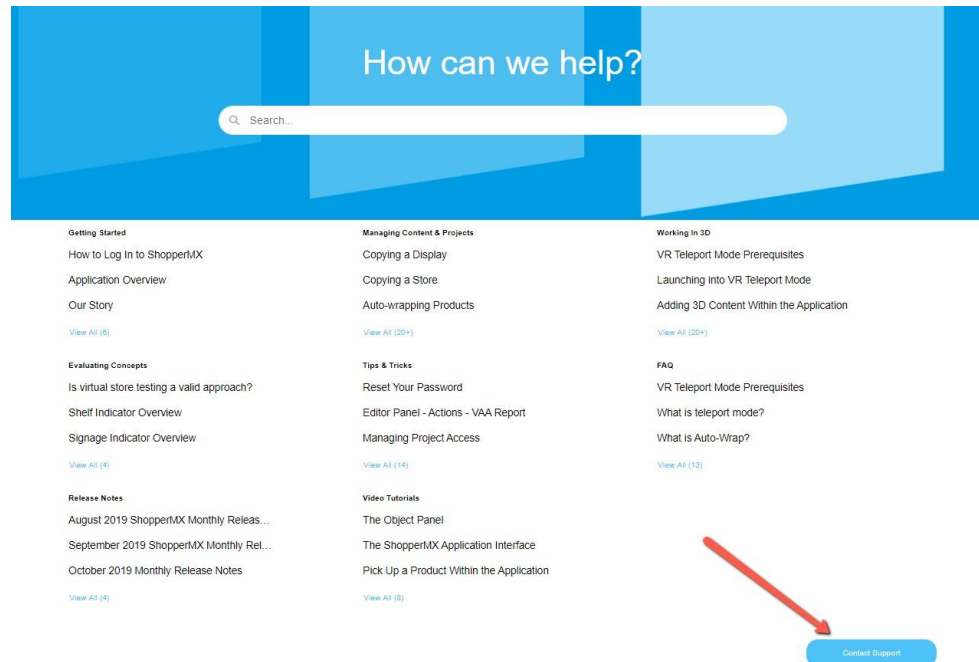 How can we help?
Search...
Getting Started
How to Log In to ShopperMX
Application Overview
Our Story
View All (6)
Managing Content & Projects
Copying a Display
Copying a Store
Auto-wrapping Products
View All (20+)
Working In 3D
VR Teleport Mode Prerequisites
Launching into VR Teleport Mode
Adding 3D Content Within the Application
View All (20+)
Evaluating Concepts
Is virtual store testing a valid approach?
Shelf Indicator Overview
Signage Indicator Overview
View All (4)
Tips & Tricks
Reset Your Password
Editor Panel - Actions - VAA Report
Managing Project Access
View All (14)
FAQ
VR Teleport Mode Prerequisites
What is teleport mode?
What is Auto-Wrap?
View All (13)
Release Notes
August 2019 ShopperMX Monthly Releas...
September 2019 ShopperMX Monthly Rel...
October 2019 Monthly Release Notes
View All (4)
Video Tutorials
The Object Panel
The ShopperMX Application Interface
Pick Up a Product Within the Application
View All (8)
Contact Support